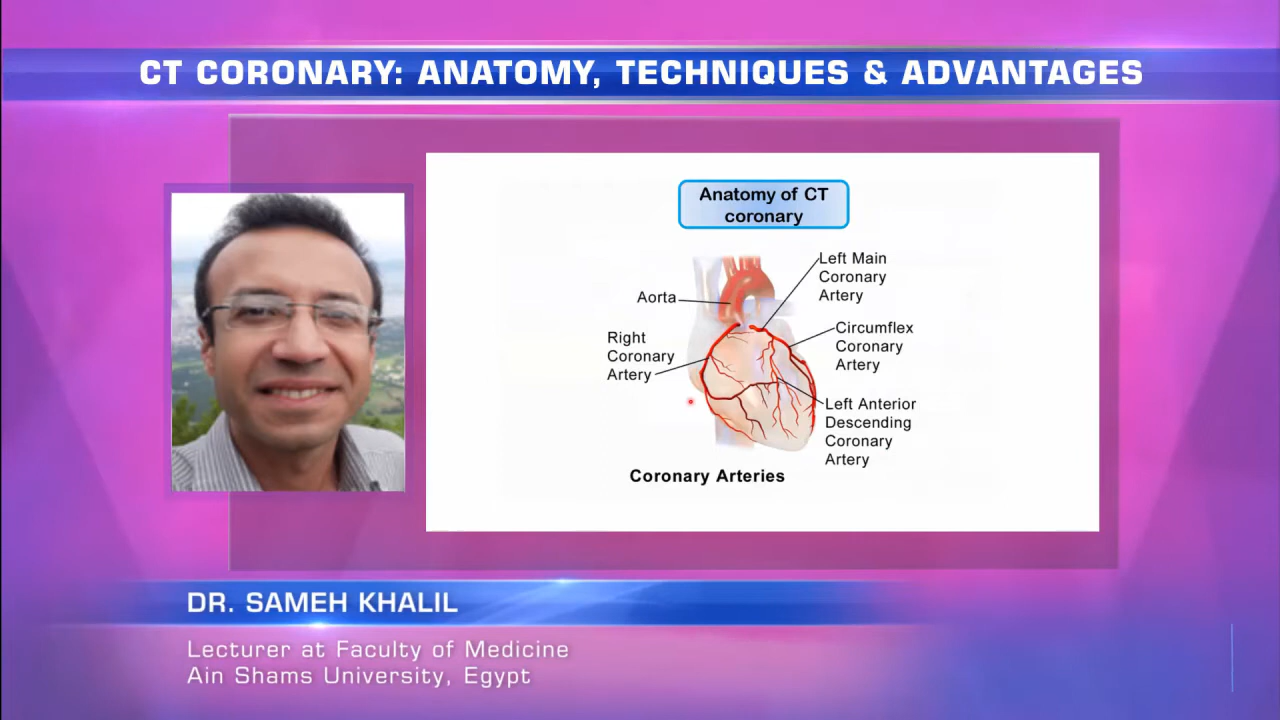 CT CORONARY: ANATOMY, TECHNIQUES & ADVANTAGES
Anatomy of CT
coronary
Left Main
Coronary
Artery
Aorta
Circumflex
Coronary
Artery
Right
Coronary
Artery
Left Anterior
Descending
Coronary
Artery
Coronary Arteries
DR. SAMEH KHALIL
Lecturer at Faculty of Medicine
Ain Shams University, Egypt